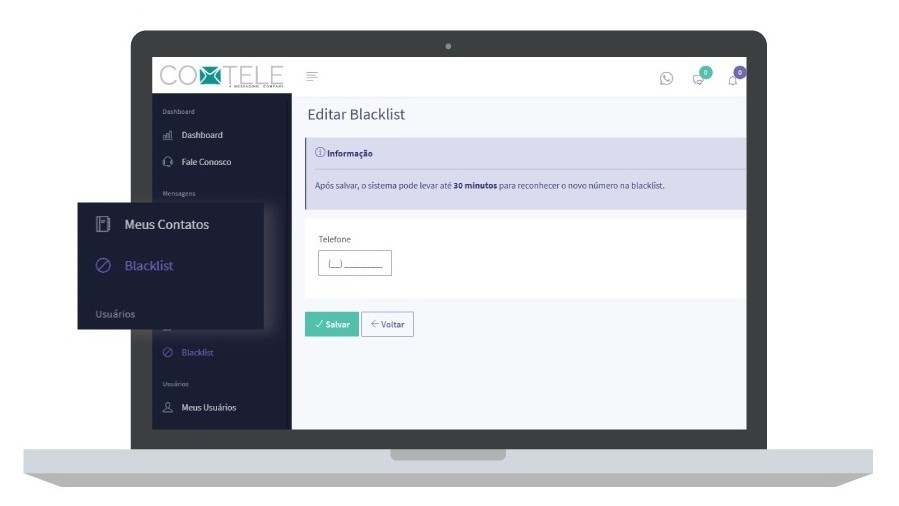 COMTELE
A MESSAGING COMPANY
0
0
Dashboard
Dashboard
Fale Conosco
Mensagens
Meus Contatos
Blacklist
Usuários
Blacklist
Usuários
Meus Usuários
Editar Blacklist
Informação
Após salvar, o sistema pode levar até 30 minutos para reconhecer o novo número na blacklist.
Telefone
(__) _________
Salvar
Voltar